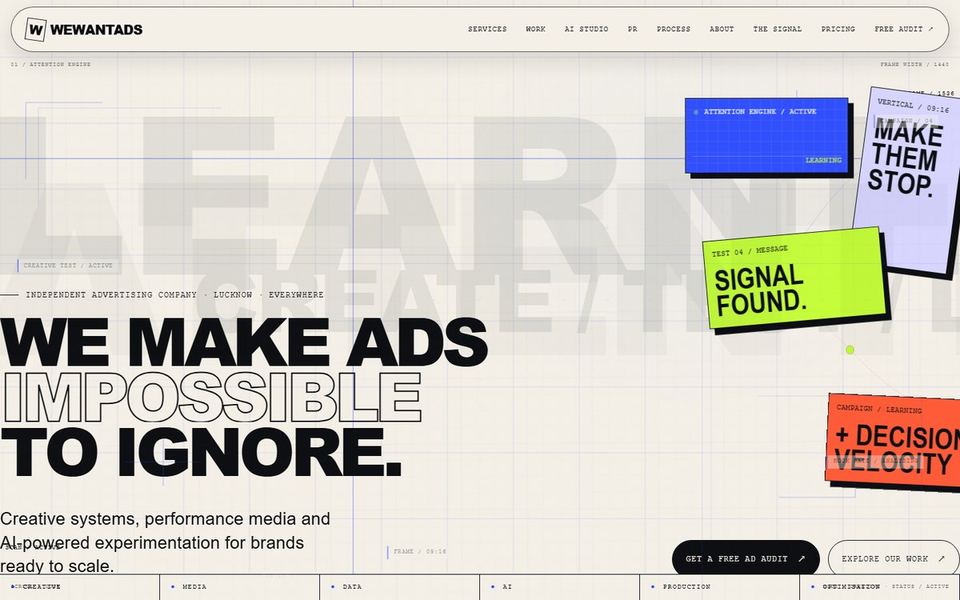 W WEWANTADS
SERVICES WORK AI STUDIO PR PROCESS ABOUT THE SIGNAL PRICING FREE AUDIT ↗
01 / ATTENTION ENGINE
FRAME WIDTH / 1440
ATTENTION ENGINE / ACTIVE
LEARNING
VERTICAL / 09:16
MAKE
THEM
STOP.
CREATIVE TEST / ACTIVE
TEST 04 / MESSAGE
SIGNAL
FOUND.
INDEPENDENT ADVERTISING COMPANY · LUCKNOW · EVERYWHERE
CREATE /
WE MAKE ADS
IMPOSSIBLE
TO IGNORE.
CAMPAIGN / LEARNING
+ DECISION
VELOCITY
Creative systems, performance media and
AI-powered experimentation for brands
ready to scale.
FRAME / 09:16
GET A FREE AD AUDIT ↗
EXPLORE OUR WORK ↗
CREATIVE
MEDIA
DATA
AI
PRODUCTION
STATUS / ACTIVE